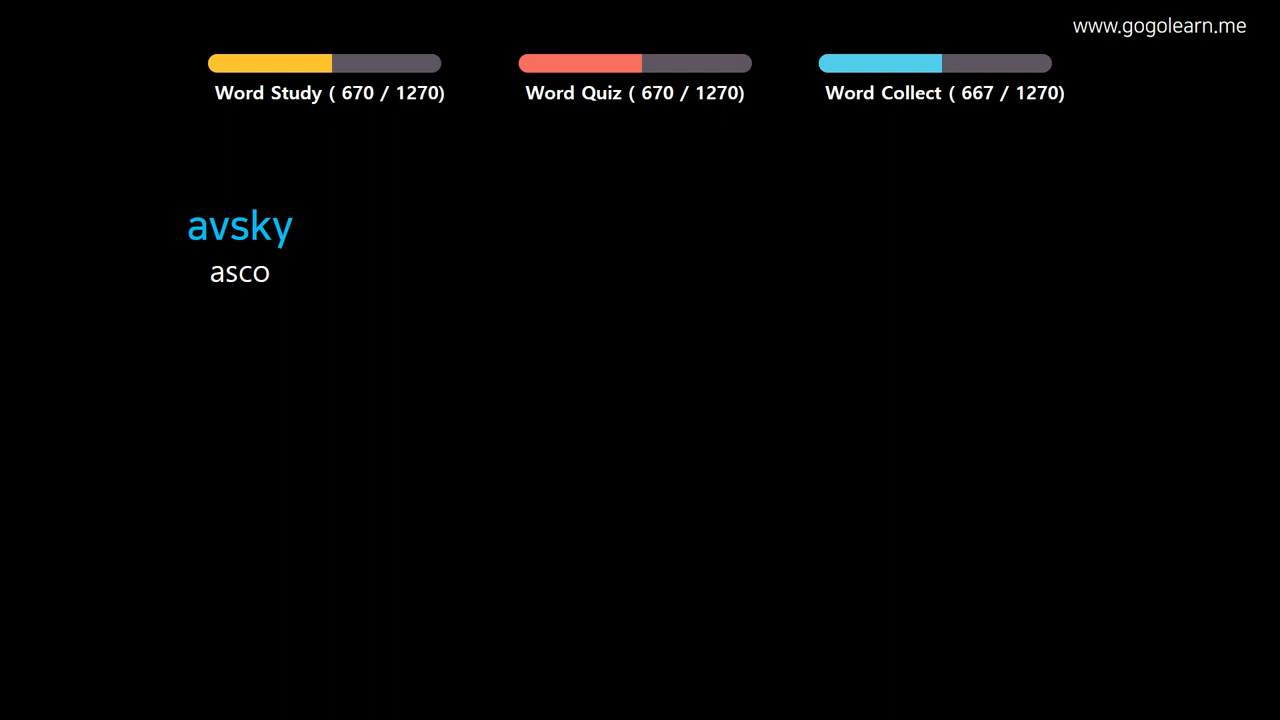 www.gogolearn.me
Word Study ( 670 / 1270)
Word Quiz ( 670 / 1270)
Word Collect ( 667 / 1270)
avsky
asco